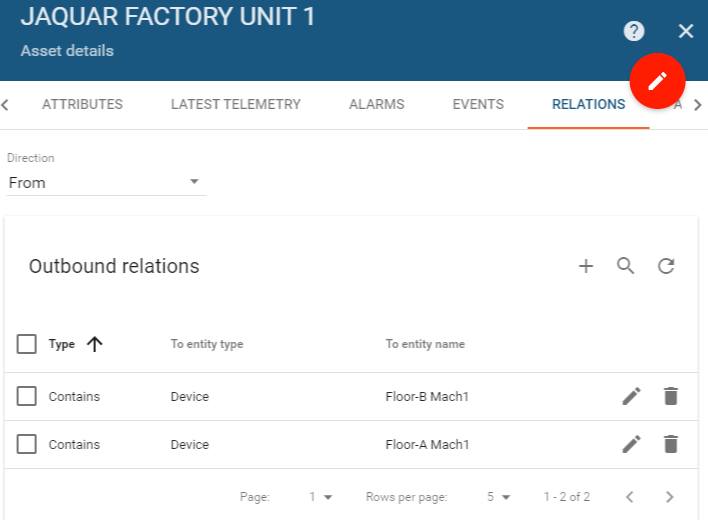 JAQUAR FACTORY UNIT 1
Asset details
ATTRIBUTES LATEST TELEMETRY ALARMS EVENTS RELATIONS A
Direction
From
Outbound relations
Type To entity type To entity name
Contains Device Floor-B Mach1
Contains Device Floor-A Mach1
Page: 1 Rows per page: 5 1 - 2 of 2